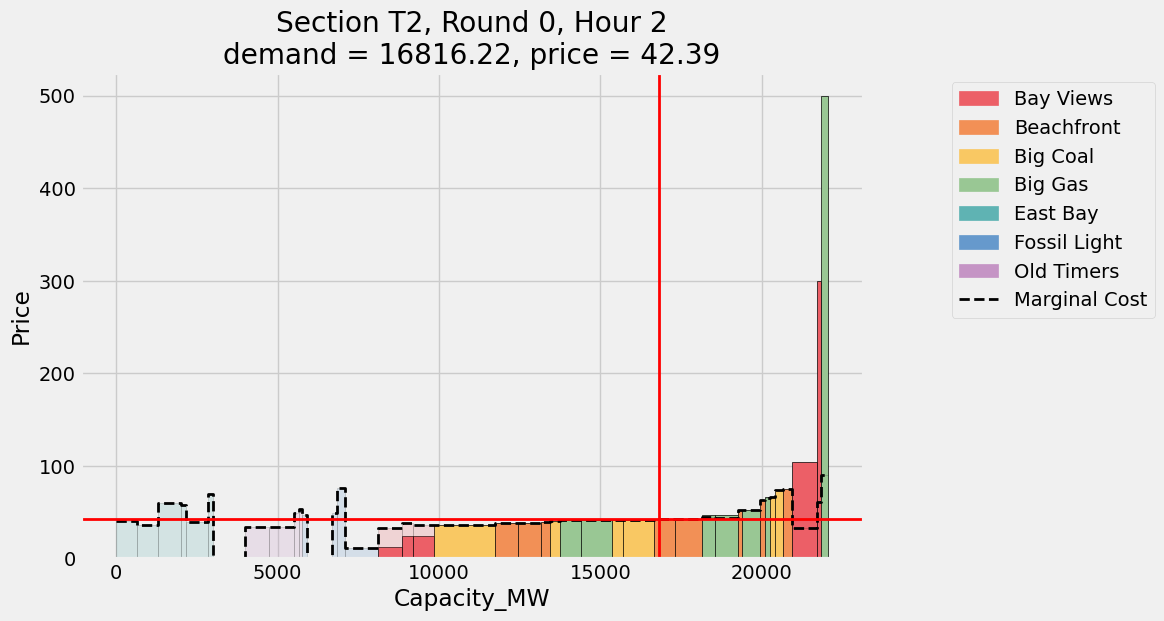 Section T2, Round 0, Hour 2
demand = 16816.22, price = 42.39
500
400
300
200
100
0
Price
0
5000
10000
15000
20000
Capacity_MW
Bay Views
Beachfront
Big Coal
Big Gas
East Bay
Fossil Light
Old Timers
Marginal Cost